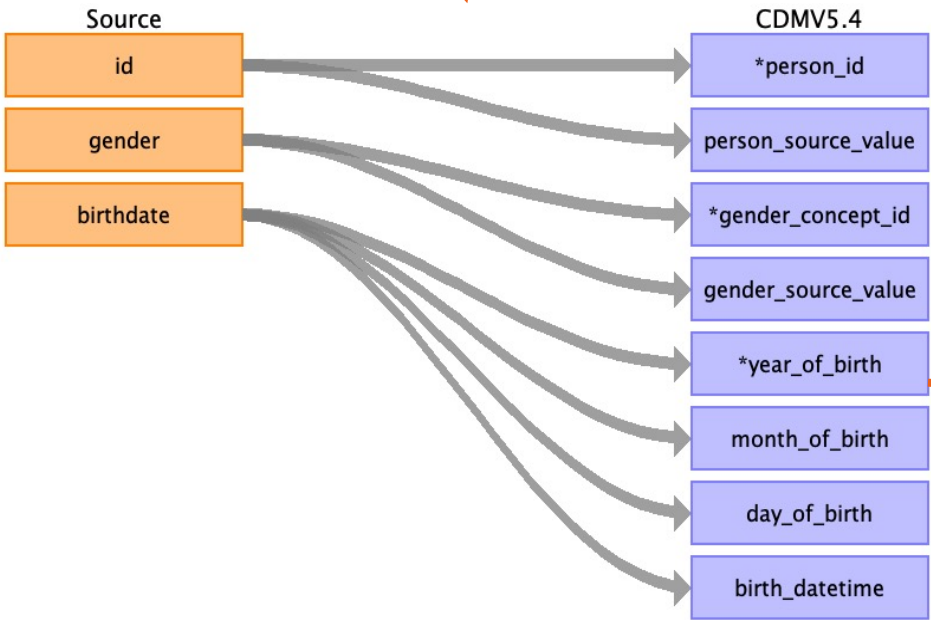 Source
CDMV5.4
id
*person_id
person_source_value
gender
*gender_concept_id
birthdate
gender_source_value
*year_of_birth
month_of_birth
day_of_birth
birth_datetime